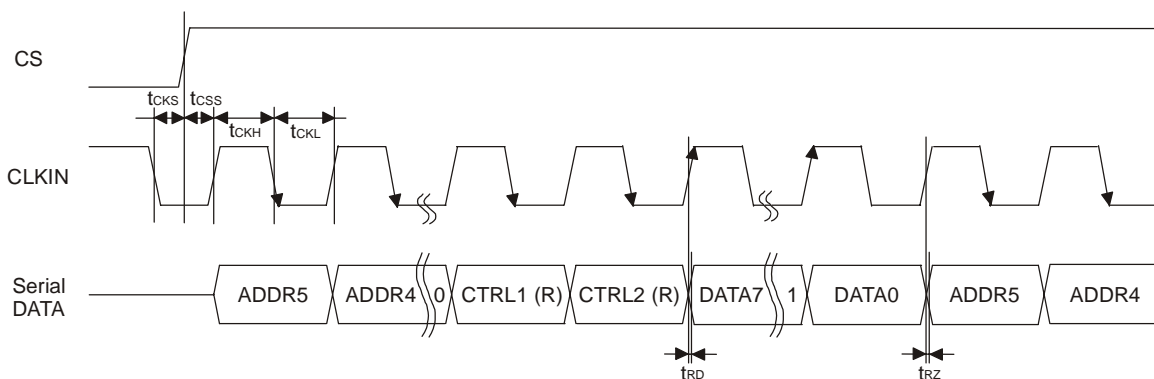 CS
tCKS tCSS
tCKH tCKL
CLKIN
Serial
DATA
ADDR5 ADDR4 0 CTRL1 (R) CTRL2 (R) DATA7 1 DATA0 ADDR5 ADDR4
tRD tRZ